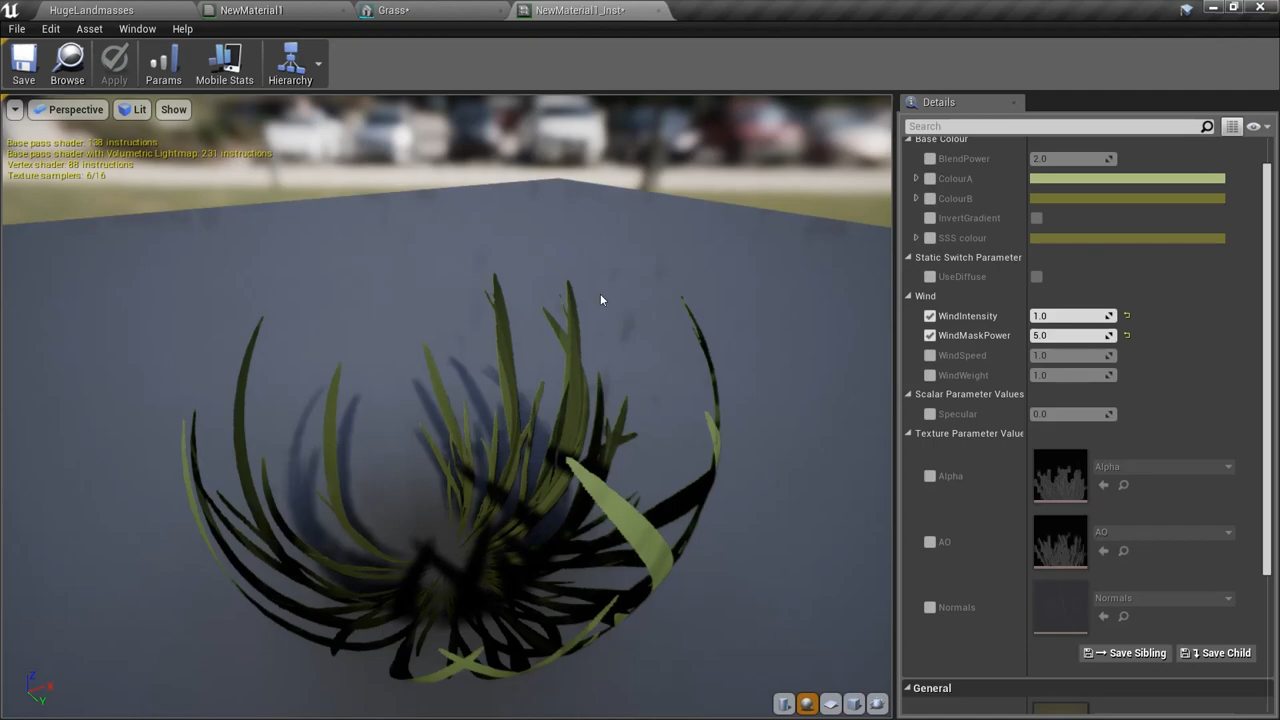 HugeLandmasses
NewMaterial1
Grass*
NewMaterial1_Inst*
File
Edit
Asset
Window
Help
Save
Browse
Apply
Params
Mobile Stats
Hierarchy
Perspective
Lit
Show
Base pass shader: 138 instructions
Base pass shader with Volumetric Lightmap: 231 instructions
Vertex shader: 88 instructions
Texture samplers: 6/16
Z
X
Y
Details
Search
Base Colour
BlendPower
2.0
ColourA
ColourB
InvertGradient
SSS colour
Static Switch Parameter
UseDiffuse
Wind
WindIntensity
1.0
WindMaskPower
5.0
WindSpeed
1.0
WindWeight
1.0
Scalar Parameter Values
Specular
0.0
Texture Parameter Value
Alpha
Alpha
AO
AO
Normals
Normals
Save Sibling
Save Child
General